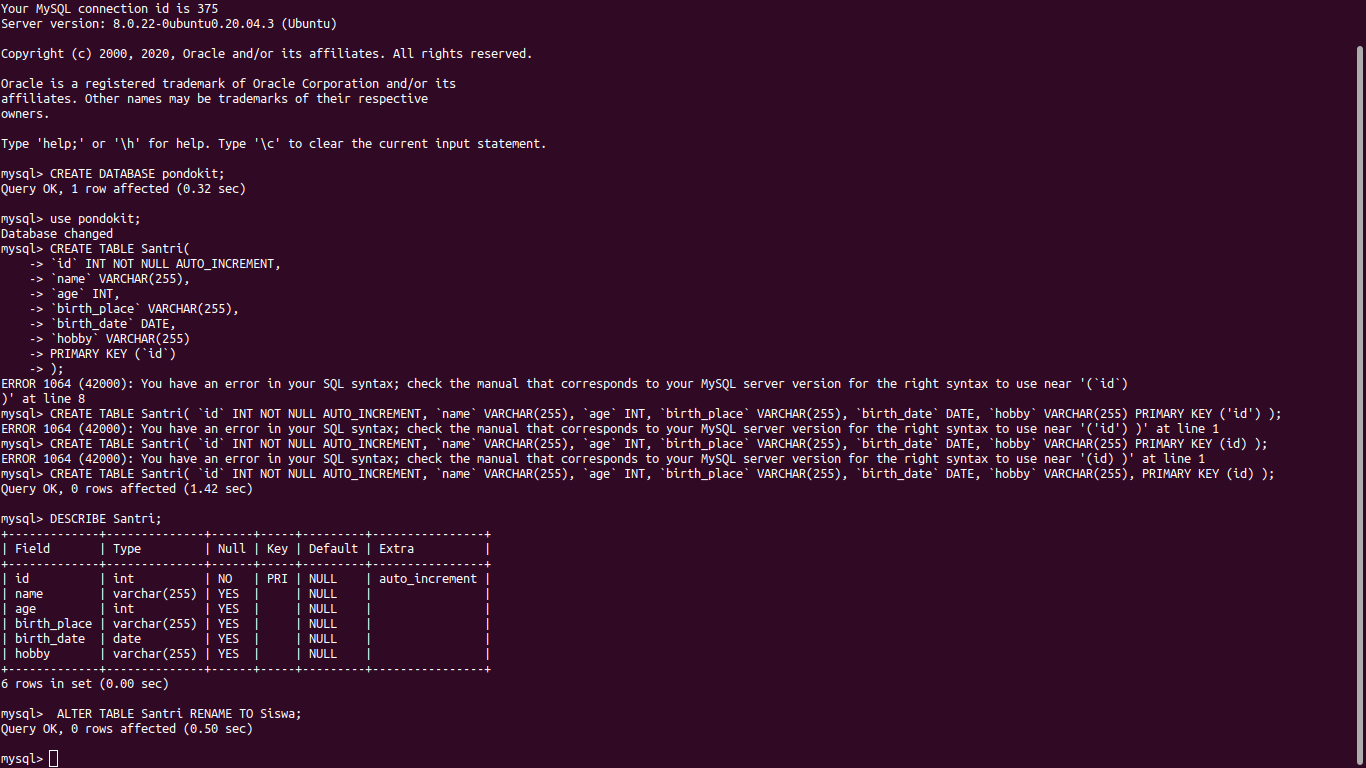 Your MySQL connection id is 375
Server version: 8.0.22-0ubuntu0.20.04.3 (Ubuntu)

Copyright (c) 2000, 2020, Oracle and/or its affiliates. All rights reserved.

Oracle is a registered trademark of Oracle Corporation and/or its
affiliates. Other names may be trademarks of their respective
owners.

Type 'help;' or '\h' for help. Type '\c' to clear the current input statement.

mysql> CREATE DATABASE pondokit;
Query OK, 1 row affected (0.32 sec)

mysql> use pondokit;
Database changed
mysql> CREATE TABLE Santri(
    -> `id` INT NOT NULL AUTO_INCREMENT,
    -> `name` VARCHAR(255),
    -> `age` INT,
    -> `birth_place` VARCHAR(255),
    -> `birth_date` DATE,
    -> `hobby` VARCHAR(255)
    -> PRIMARY KEY (`id`)
    -> );
ERROR 1064 (42000): You have an error in your SQL syntax; check the manual that corresponds to your MySQL server version for the right syntax to use near '(`id`)
)' at line 8
mysql> CREATE TABLE Santri( `id` INT NOT NULL AUTO_INCREMENT, `name` VARCHAR(255), `age` INT, `birth_place` VARCHAR(255), `birth_date` DATE, `hobby` VARCHAR(255) PRIMARY KEY ('id') );
ERROR 1064 (42000): You have an error in your SQL syntax; check the manual that corresponds to your MySQL server version for the right syntax to use near '('id') )' at line 1
mysql> CREATE TABLE Santri( `id` INT NOT NULL AUTO_INCREMENT, `name` VARCHAR(255), `age` INT, `birth_place` VARCHAR(255), `birth_date` DATE, `hobby` VARCHAR(255) PRIMARY KEY (id) );
ERROR 1064 (42000): You have an error in your SQL syntax; check the manual that corresponds to your MySQL server version for the right syntax to use near '(id) )' at line 1
mysql> CREATE TABLE Santri( `id` INT NOT NULL AUTO_INCREMENT, `name` VARCHAR(255), `age` INT, `birth_place` VARCHAR(255), `birth_date` DATE, `hobby` VARCHAR(255), PRIMARY KEY (id) );
Query OK, 0 rows affected (1.42 sec)

mysql> DESCRIBE Santri;
+-------------+--------------+------+-----+---------+----------------+
| Field       | Type         | Null | Key | Default | Extra          |
+-------------+--------------+------+-----+---------+----------------+
| id          | int          | NO   | PRI | NULL    | auto_increment |
| name        | varchar(255) | YES  |     | NULL    |                |
| age         | int          | YES  |     | NULL    |                |
| birth_place | varchar(255) | YES  |     | NULL    |                |
| birth_date  | date         | YES  |     | NULL    |                |
| hobby       | varchar(255) | YES  |     | NULL    |                |
+-------------+--------------+------+-----+---------+----------------+
6 rows in set (0.00 sec)

mysql>  ALTER TABLE Santri RENAME TO Siswa;
Query OK, 0 rows affected (0.50 sec)

mysql>